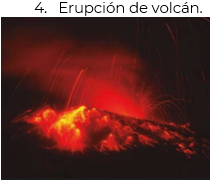 4. Erupción de volcán.